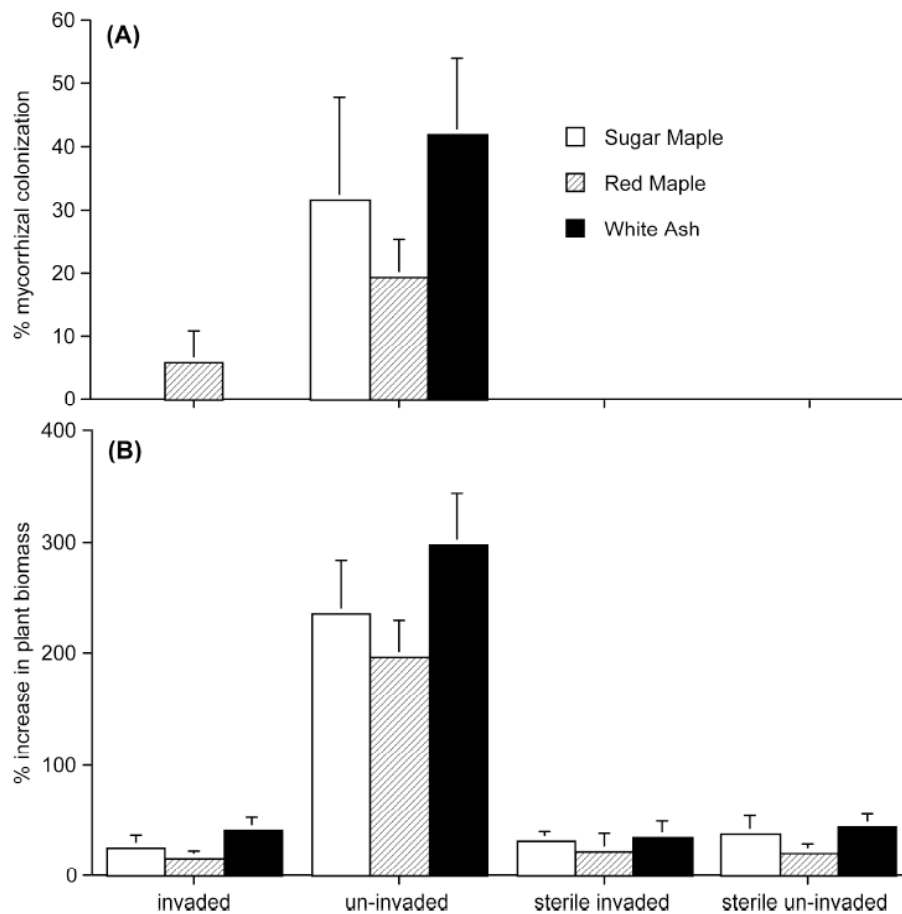 (A)
60
50
40
30
20
10
0
% mycorrhizal colonization
Sugar Maple
Red Maple
White Ash
(B)
400
300
200
100
0
% increase in plant biomass
invaded un-invaded sterile invaded sterile un-invaded